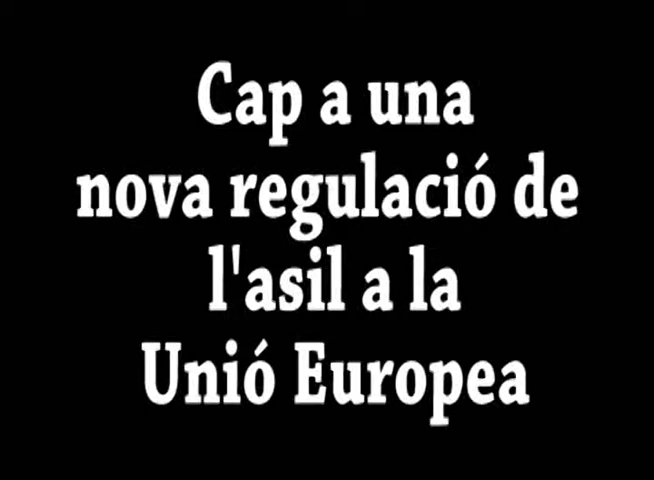 Cap a una
nova regulació de
l'asil a la
Unió Europea